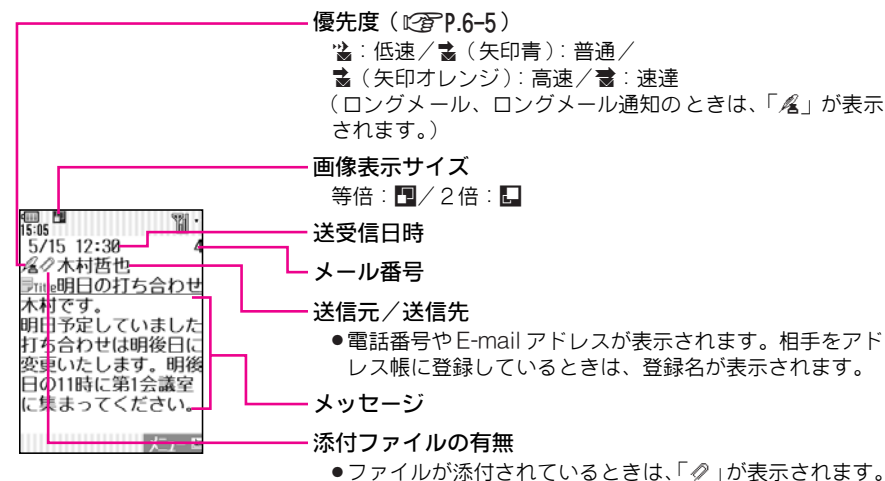 優先度（P.6-5）
：低速／（矢印青）：普通／
（矢印オレンジ）：高速／：速達
（ロングメール、ロングメール通知のときは、「」が表示
されます。）
画像表示サイズ
等倍：／２倍：
15:05
5/15 12:30
4
木村哲也
Title明日の打ち合わせ
木村です。
明日予定していました
打ち合わせは明後日に
変更いたします。明後
日の11時に第1会議室
に集まってください。
送受信日時
メール番号
送信元／送信先
●電話番号やE-mailアドレスが表示されます。相手をアド
レス帳に登録しているときは、登録名が表示されます。
メッセージ
添付ファイルの有無
●ファイルが添付されているときは、「」が表示されます。